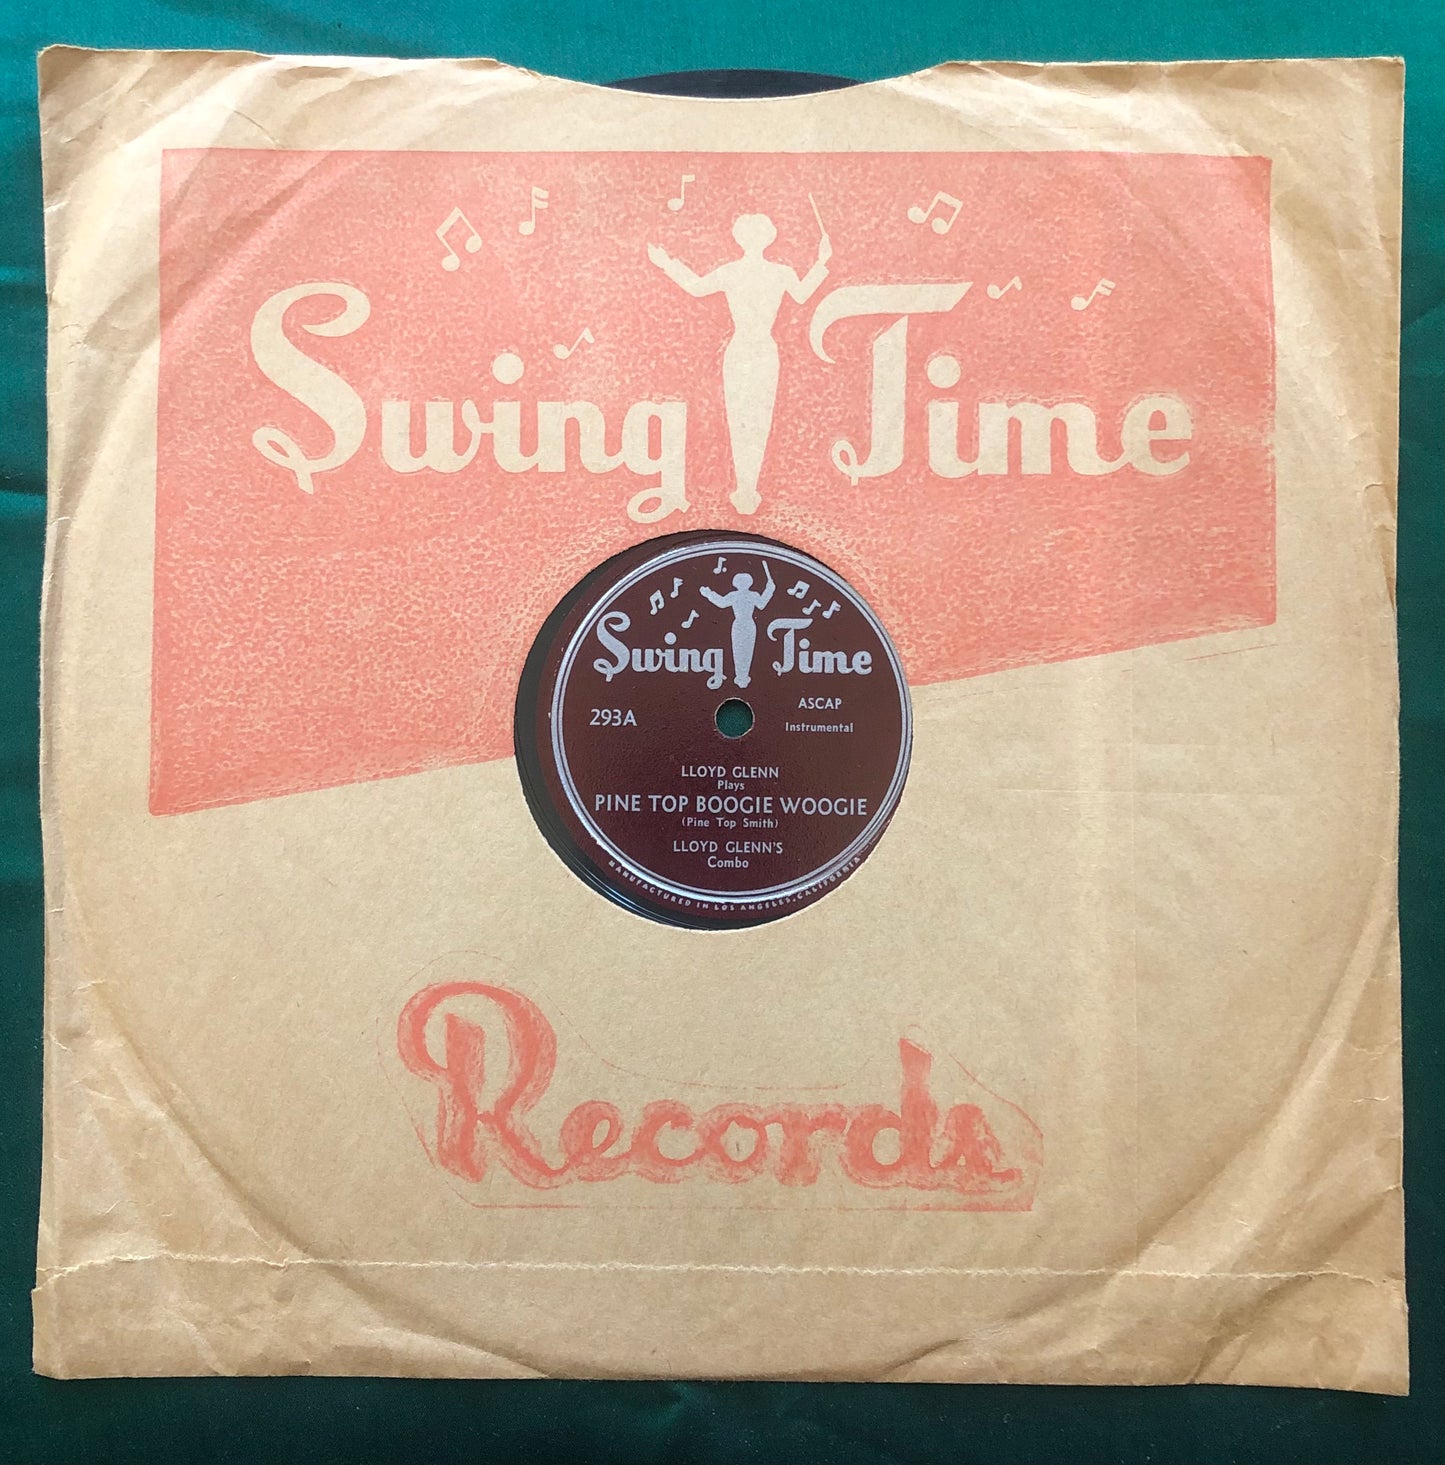 Swing Time
Swing Time
293A
ASCAP
Instrumental
LLOYD GLENN
Plays
PINE TOP BOOGIE WOOGIE
(Pine Top Smith)
LLOYD GLENN'S
Combo
MANUFACTURED IN LOS ANGELES, CALIFORNIA
Records